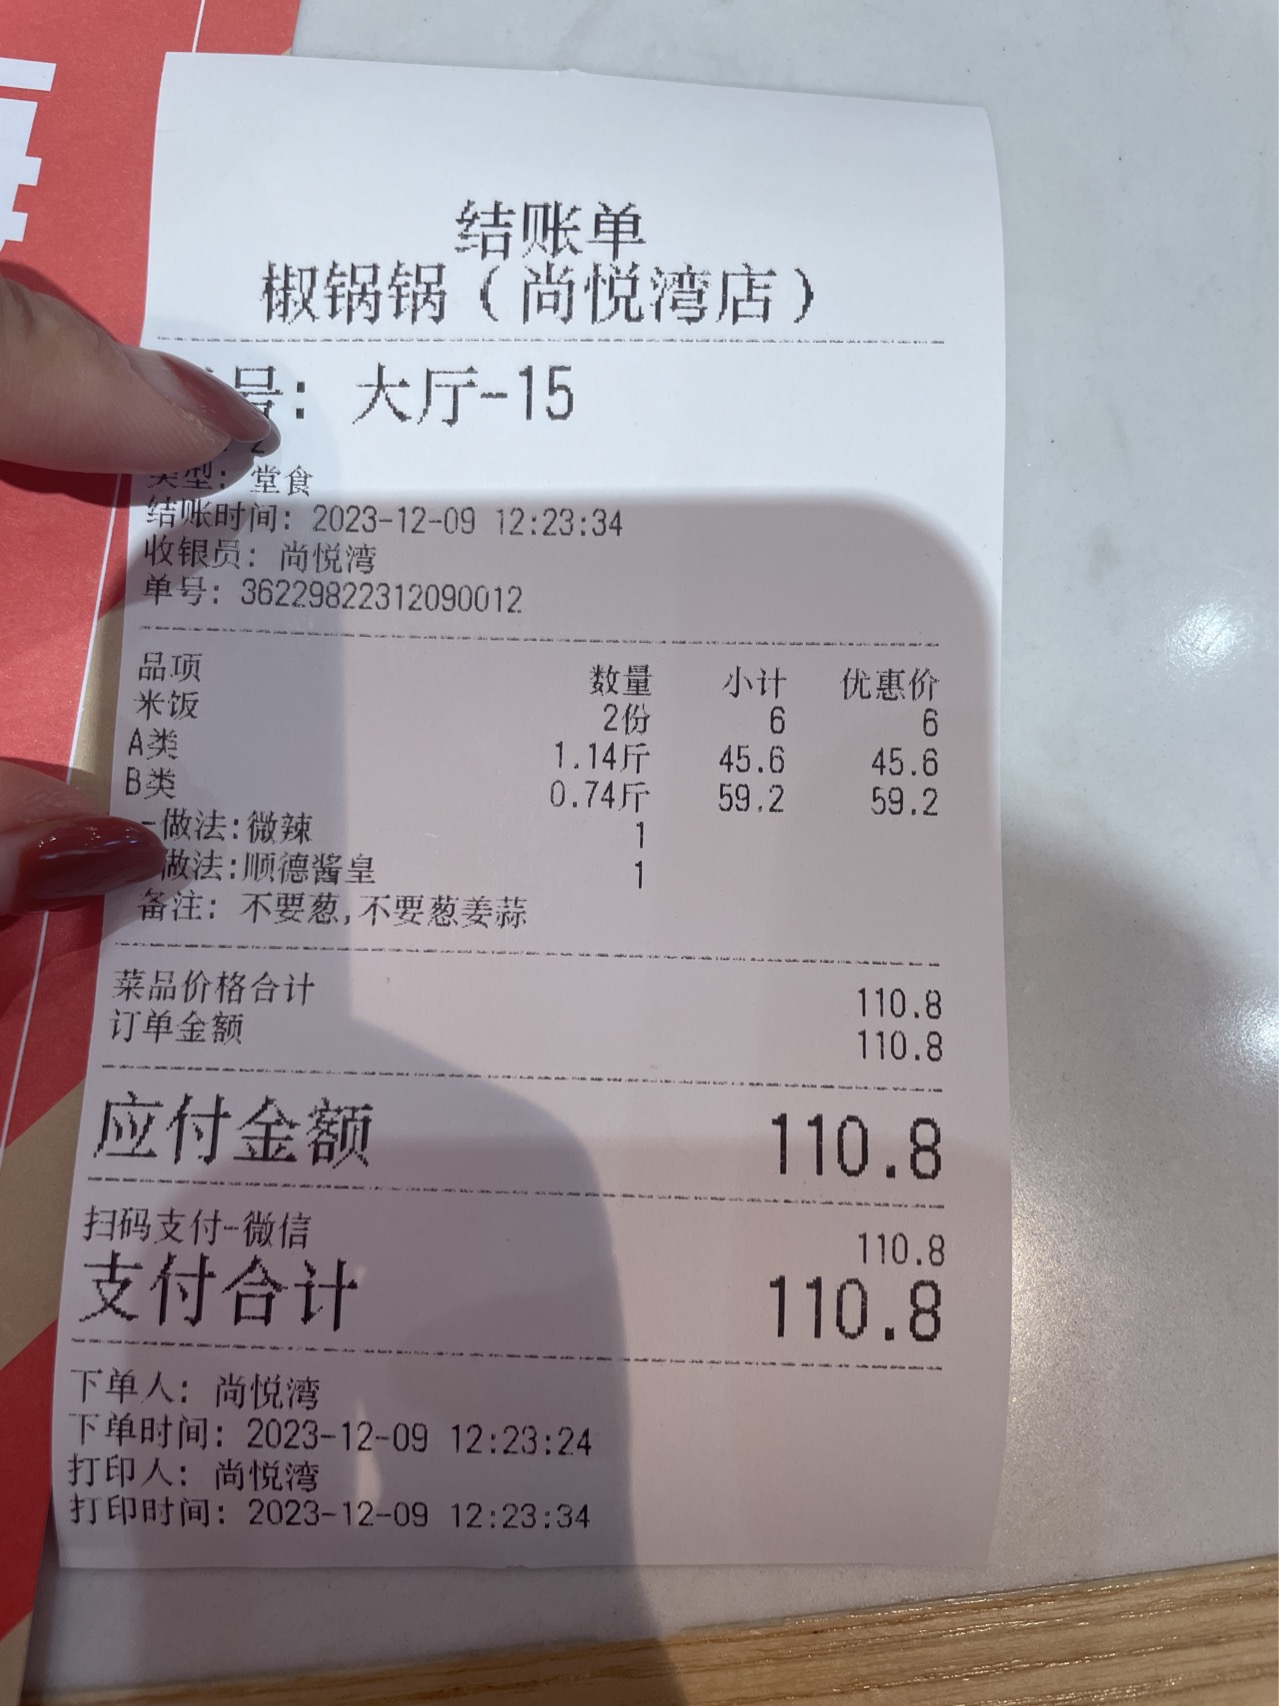 结账单
椒锅锅（尚悦湾店）
号：大厅-15
2
类型：堂食
结账时间：2023-12-09 12:23:34
收银员：尚悦湾
单号：36229822312090012
品项 数量 小计 优惠价
米饭 2份 6 6
A类 1.14斤 45.6 45.6
B类 0.74斤 59.2 59.2
-做法:微辣 1
做法:顺德酱皇 1
备注：不要葱,不要葱姜蒜
菜品价格合计 110.8
订单金额 110.8
应付金额 110.8
扫码支付-微信 110.8
支付合计 110.8
下单人：尚悦湾
下单时间：2023-12-09 12:23:24
打印人：尚悦湾
打印时间：2023-12-09 12:23:34